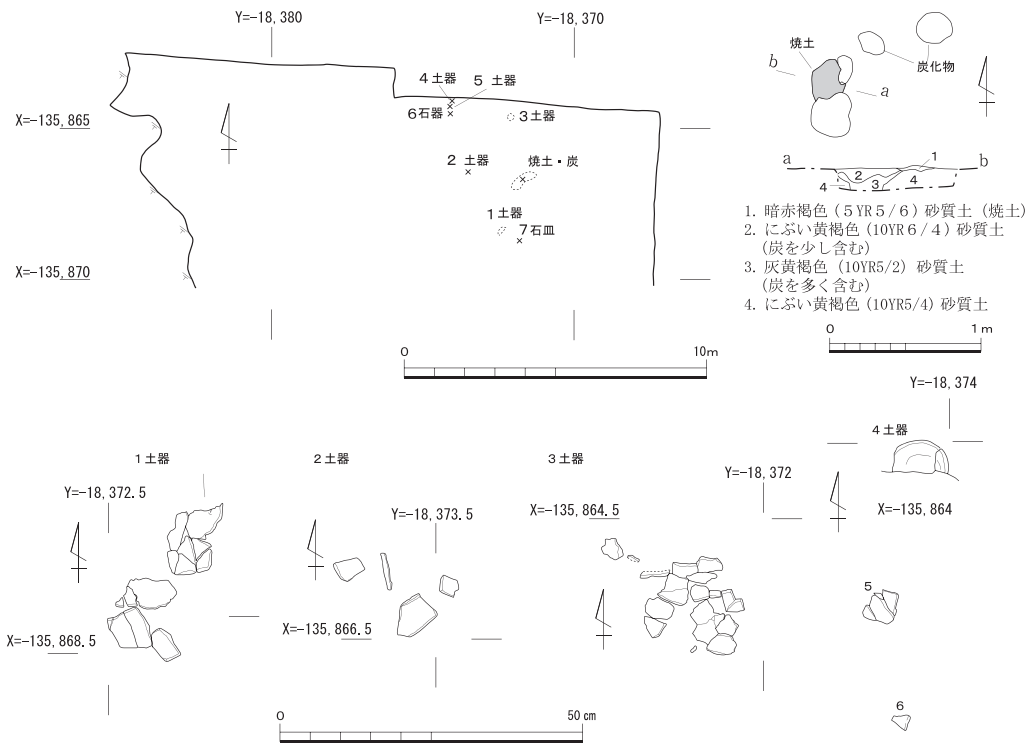 Y=-18,380
Y=-18,370
4土器
5 土器
6石器
3土器
X=-135,865
2 土器
焼土・炭
1土器
7石皿
X=-135,870
0
10m
焼土
b
a
炭化物
a
b
1
2
3
4
4
1. 暗赤褐色(5YR5/6)砂質土(焼土)
2. にぶい黄褐色(10YR6/4)砂質土
(炭を少し含む)
3. 灰黄褐色(10YR5/2)砂質土
(炭を多く含む)
4. にぶい黄褐色(10YR5/4)砂質土
0
1m
Y=-18,374
4土器
X=-135,864
5
6
1土器
Y=-18,372.5
X=-135,868.5
2土器
Y=-18,373.5
X=-135,866.5
3土器
Y=-18,372
X=-135,864.5
0
50cm